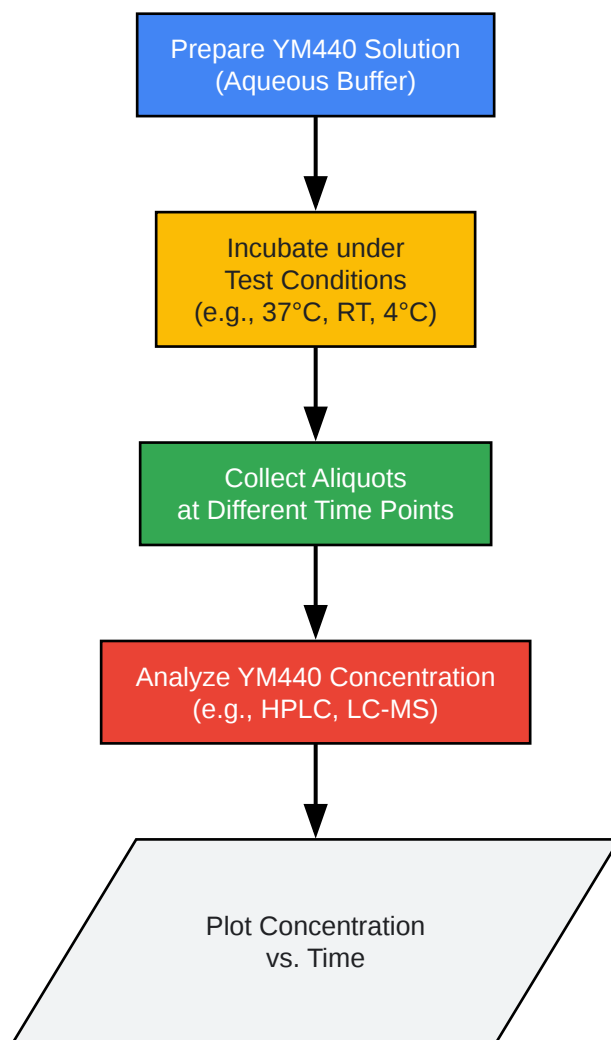 Prepare YM440 Solution
(Aqueous Buffer)
Incubate under
Test Conditions
(e.g., 37°C, RT, 4°C)
Collect Aliquots
at Different Time Points
Analyze YM440 Concentration
(e.g., HPLC, LC-MS)
Plot Concentration
vs. Time